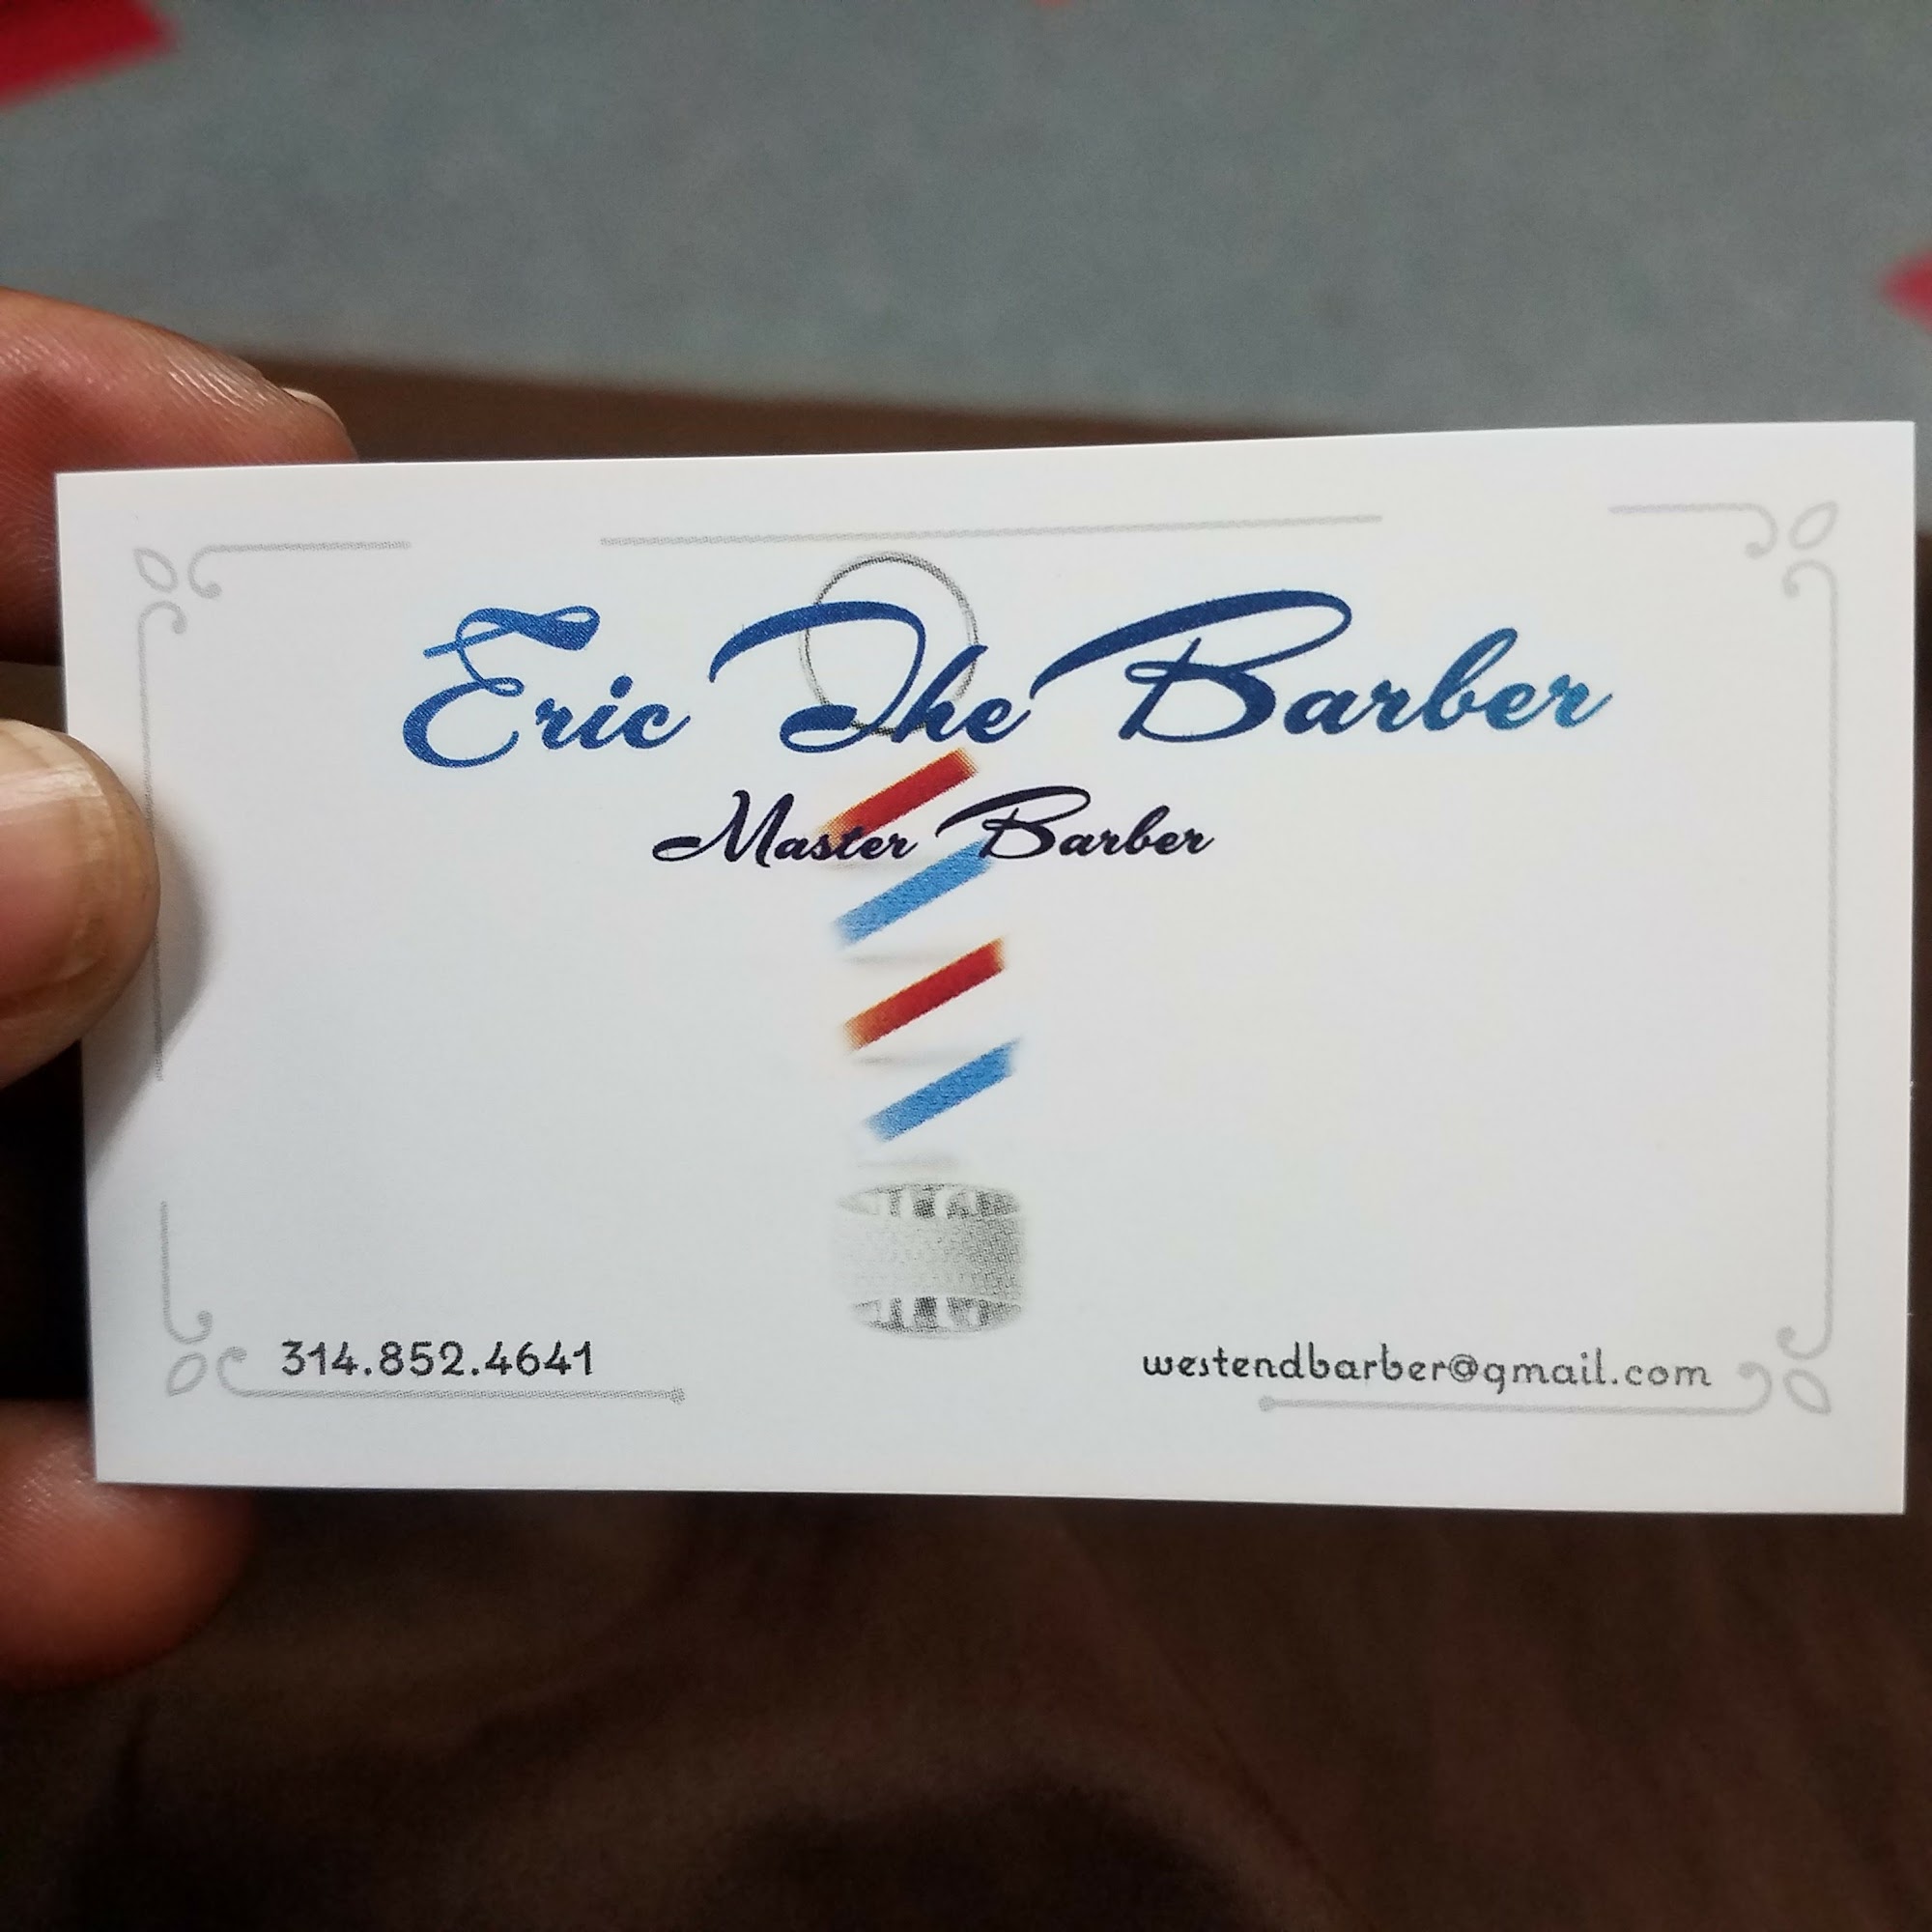 Eric The Barber
Master Barber
314.852.4641
westendbarber@gmail.com